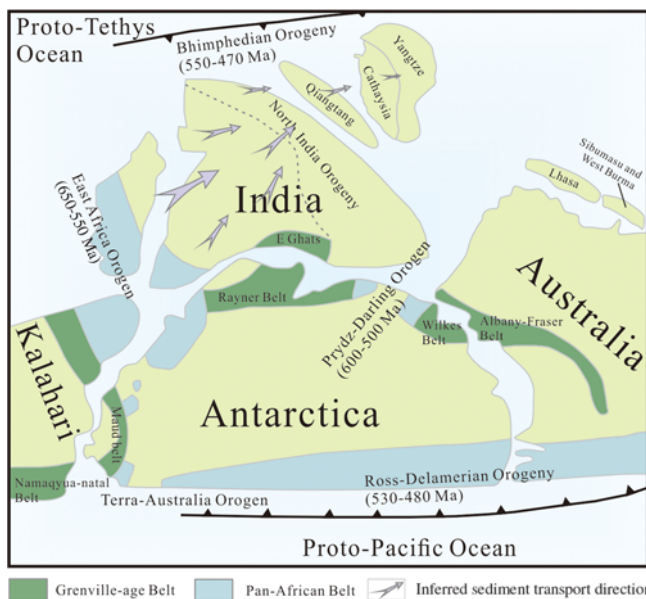 Proto-Tethys
Ocean
Bhimphedian Orogeny
(550-470 Ma)
Yangtze
Cathaysia
Qiangtang
North India Orogeny
Sibumasu and
West Burma
Lhasa
East Africa Orogen
(650-550 Ma)
India
E Ghats
Australia
Rayner Belt
Prydz-Darling Orogen
(600-500 Ma)
Wilkes
Belt
Albany-Fraser
Belt
Kalahari
Maud belt
Antarctica
Namaqyua-natal
Belt
Terra-Australia Orogen
Ross-Delamerian Orogeny
(530-480 Ma)
Proto-Pacific Ocean
Grenville-age Belt
Pan-African Belt
Inferred sediment transport direction